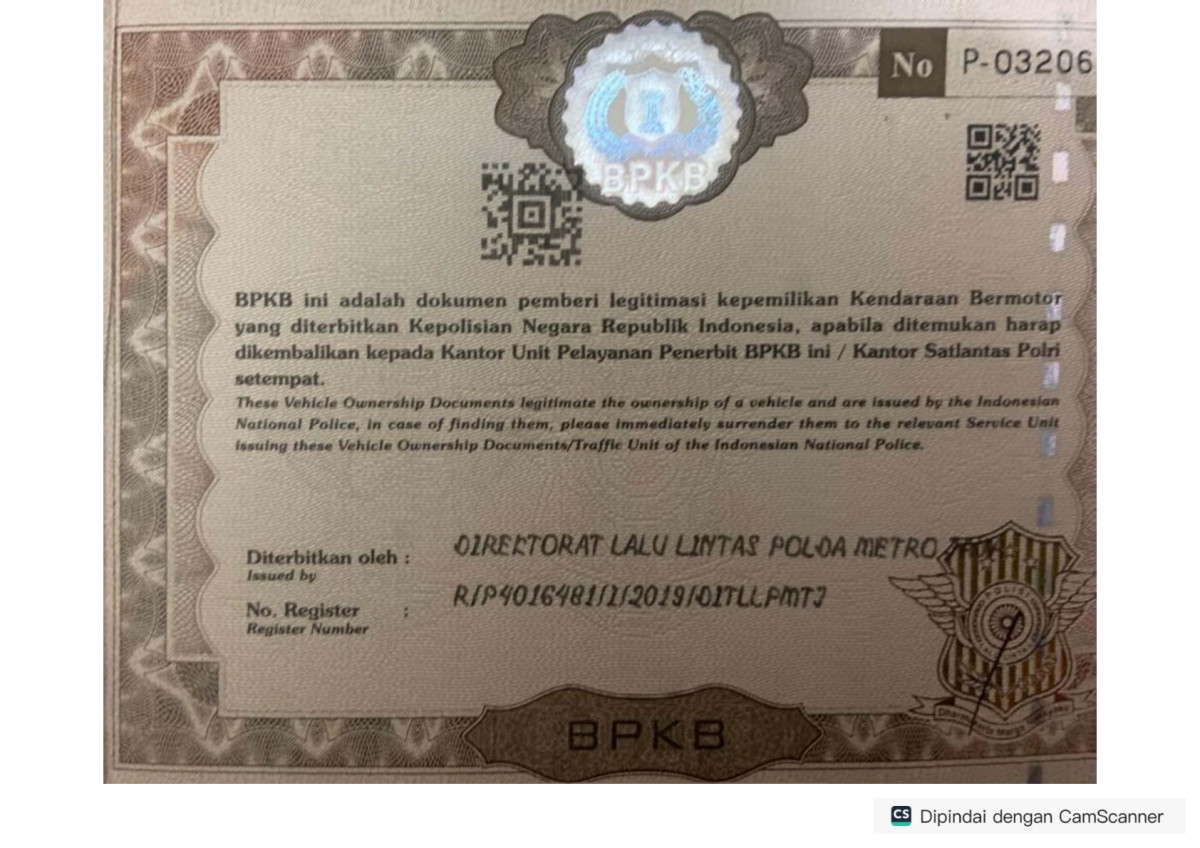 No P-03206
BPKB
BPKB ini adalah dokumen pemberi legitimasi kepemilikan Kendaraan Bermotor
yang diterbitkan Kepolisian Negara Republik Indonesia, apabila ditemukan harap
dikembalikan kepada Kantor Unit Pelayanan Penerbit BPKB ini / Kantor Satlantas Polri
setempat.
These Vehicle Ownership Documents legitimate the ownership of a vehicle and are issued by the Indonesian
National Police, in case of finding them, please immediately surrender them to the relevant Service Unit
issuing these Vehicle Ownership Documents/Traffic Unit of the Indonesian National Police.
Diterbitkan oleh : DIREKTORAT LALU LINTAS POLDA METRO
Issued by
No. Register : R/P4016481/1/2019/DITLLPMTJ
Register Number
BPKB
CS Dipindai dengan CamScanner